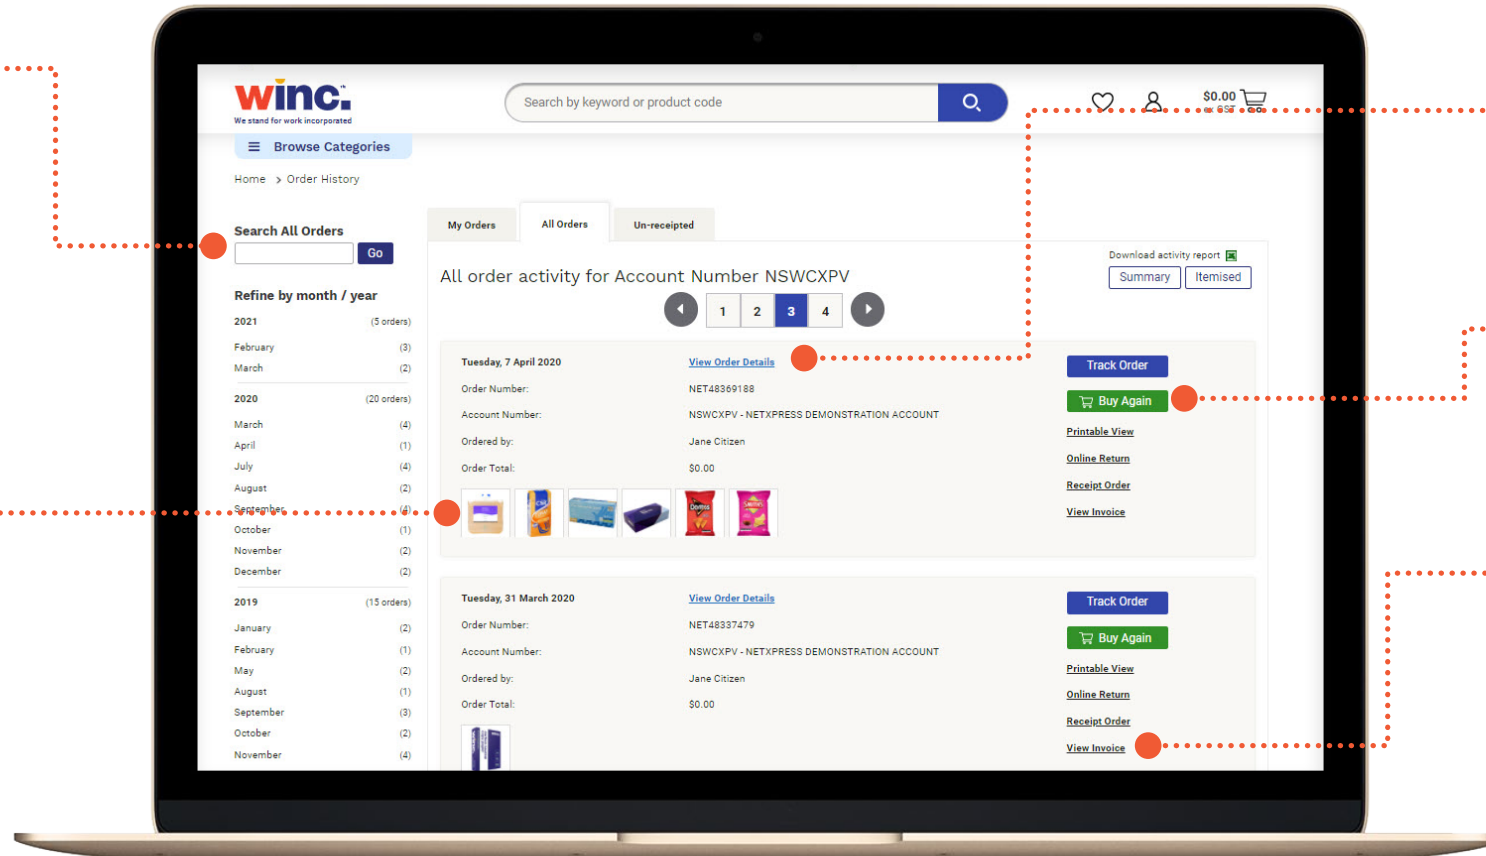 winc.
We stand for work incorporated
Search by keyword or product code
$0.00
ex GST
Browse Categories
Home > Order History
Search All Orders
Go
Refine by month / year
2021 (5 orders)
February (3)
March (2)
2020 (20 orders)
March (4)
April (1)
July (4)
August (2)
September (4)
October (1)
November (2)
December (2)
2019 (15 orders)
January (2)
February (1)
May (2)
August (1)
September (3)
October (2)
November (4)
My Orders All Orders Un-receipted
Download activity report
Summary Itemised
All order activity for Account Number NSWCXPV
1 2 3 4
Tuesday, 7 April 2020 View Order Details
Order Number: NET48369188
Account Number: NSWCXPV - NETXPRESS DEMONSTRATION ACCOUNT
Ordered by: Jane Citizen
Order Total: $0.00
Track Order
Buy Again
Printable View
Online Return
Receipt Order
View Invoice
CSR
Doritos
Tuesday, 31 March 2020 View Order Details
Order Number: NET48337479
Account Number: NSWCXPV - NETXPRESS DEMONSTRATION ACCOUNT
Ordered by: Jane Citizen
Order Total: $0.00
Track Order
Buy Again
Printable View
Online Return
Receipt Order
View Invoice